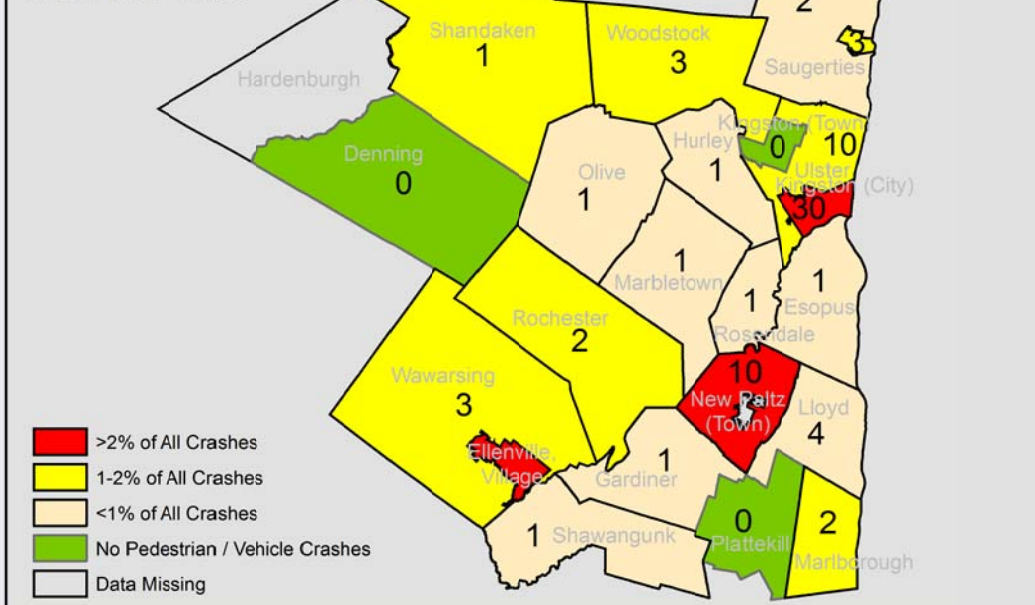 2
Shandaken
1
Woodstock
3
3
Saugerties
Hardenburgh
Kingston (Town)
0
10
Hurley
1
Denning
0
Olive
1
Ulster
Kingston (City)
30
1
Marbletown
1
Rosendale
1
Esopus
Rochester
2
Wawarsing
3
10
New Paltz
(Town)
Lloyd
4
Ellenville,
Village
1
Gardiner
1
Shawangunk
0
Plattekill
2
Marlborough
>2% of All Crashes
1-2% of All Crashes
<1% of All Crashes
No Pedestrian / Vehicle Crashes
Data Missing